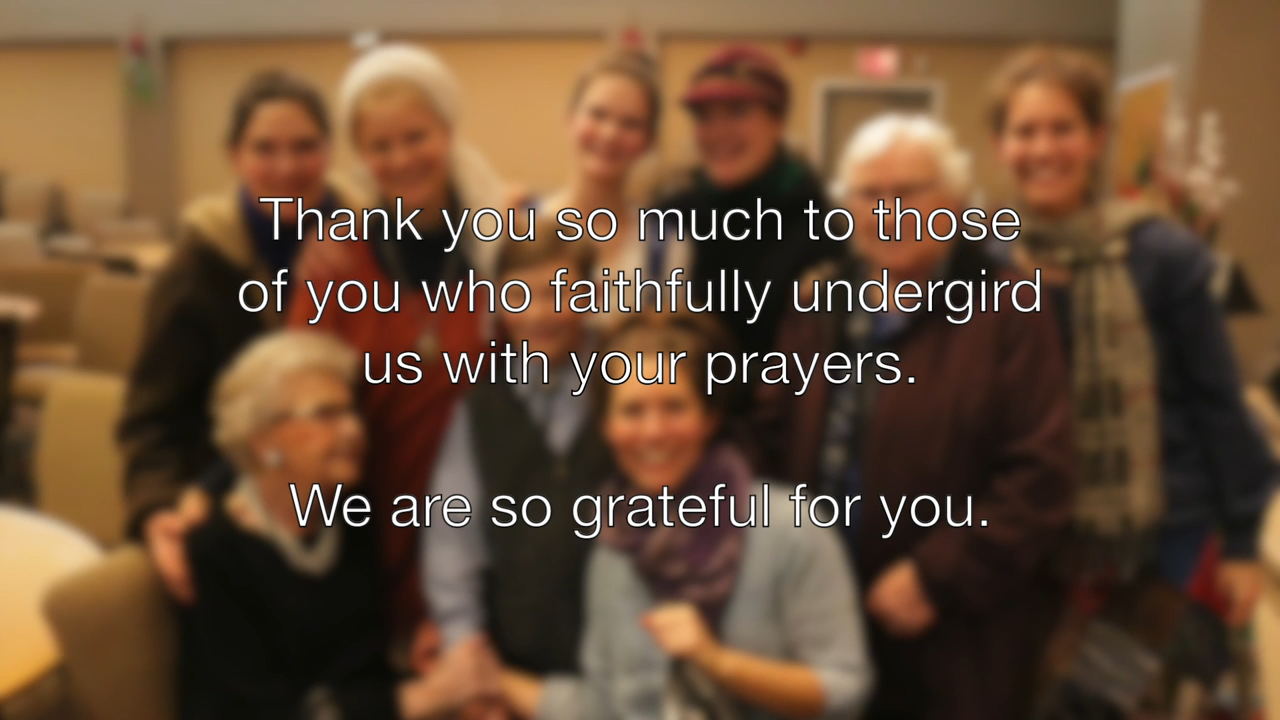 Thank you so much to those
of you who faithfully undergird
us with your prayers.
We are so grateful for you.